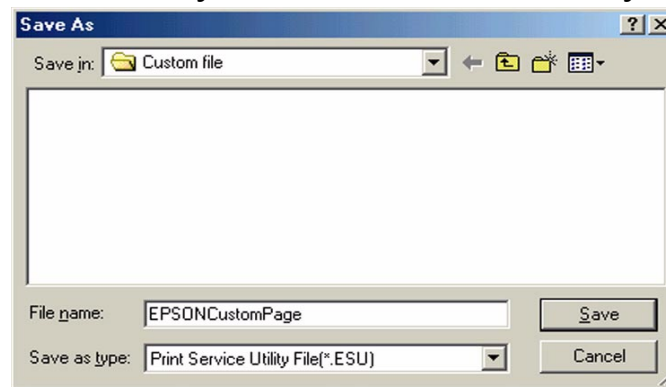 Save As
Save in: Custom file
File name: EPSONCustomPage Save
Save as type: Print Service Utility File(*.ESU) Cancel